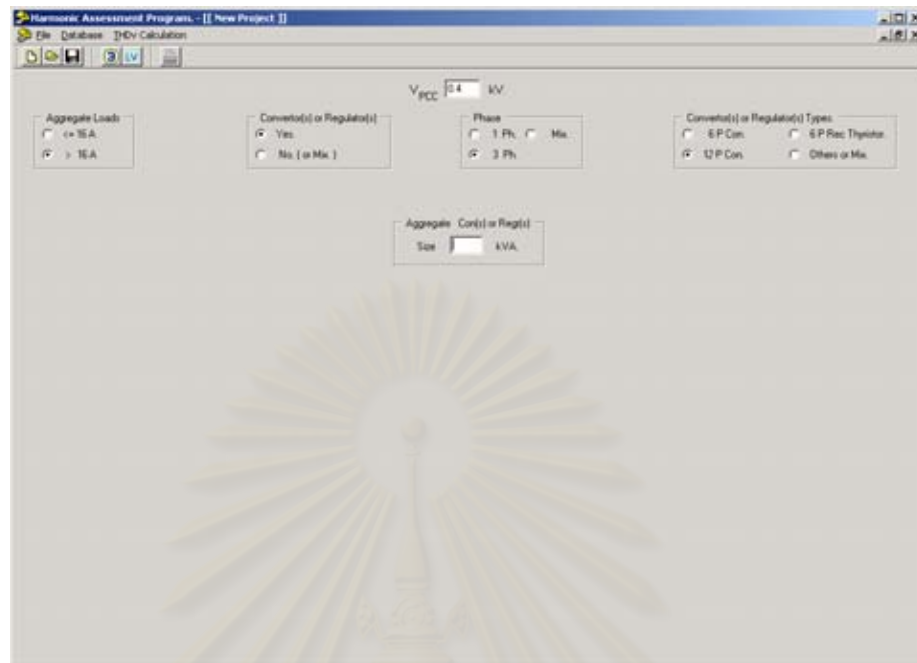 Harmonic Assessment Program. - [[ New Project ]]
File Database THDv Calculation
LV
VPCC 0.4 kV
Aggregate Loads
<= 16 A
> 16 A
Convertor(s) or Regulator(s)
Yes.
No. ( or Mix. )
Phase
1 Ph. Mix.
3 Ph.
Convertor(s) or Regulator(s) Types
6 P Con. 6 P Rec Thyristor.
12 P Con. Others or Mix.
Aggregate Con(s) or Regt(s)
Size kVA.